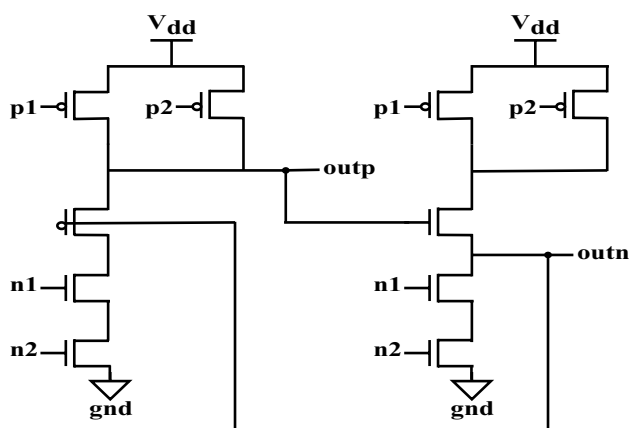 Vdd Vdd
p1 p2 p1 p2
outp
outn
n1 n1
n2 n2
gnd gnd